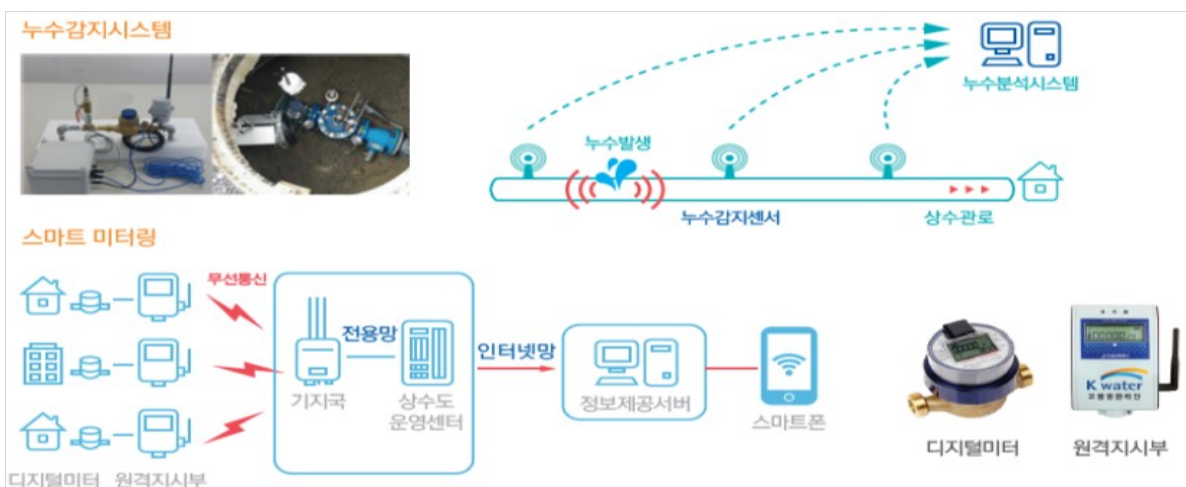 누수감지시스템
누수분석시스템
누수발생
누수감지센서
상수관로
스마트 미터링
무선통신
전용망
인터넷망
기지국
상수도
운영센터
정보제공서버
스마트폰
디지털미터
원격지시부
K water
디지털미터
원격지시부